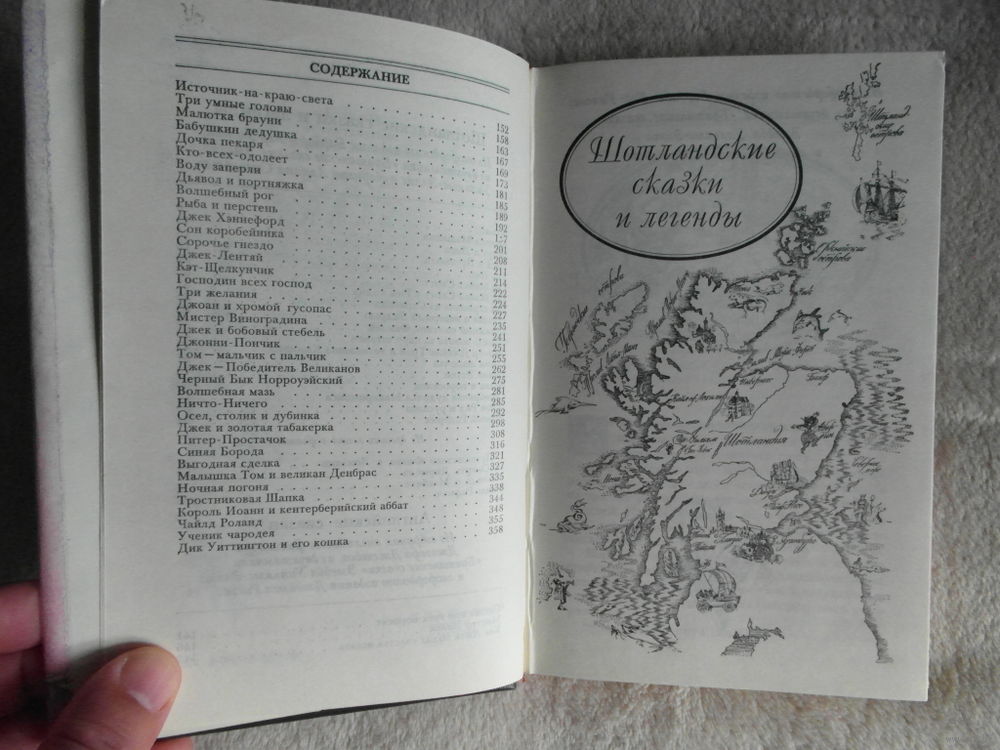 СОДЕРЖАНИЕ
Источник-на-краю-света 152
Три умные головы 158
Малютка брауни 163
Бабушкин дедушка 167
Дочка пекаря 169
Кто-всех-одолеет 173
Воду заперли 181
Дьявол и портняжка 185
Волшебный рог 189
Рыба и перстень 192
Джек Хэннефорд
Сон коробейника 201
Сорочье гнездо 208
Джек-Лентяй 211
Кэт-Щелкунчик 214
Господин всех господ 222
Три желания 224
Джоан и хромой гусопас 227
Мистер Виноградина 235
Джек и бобовый стебель 241
Джонни-Пончик 251
Том — мальчик с пальчик 255
Джек — Победитель Великанов 262
Черный Бык Норроуэйский 275
Волшебная мазь 281
Ничто-Ничего 285
Осел, столик и дубинка 292
Джек и золотая табакерка 298
Питер-Простачок 308
Синяя Борода 316
Выгодная сделка 321
Малышка Том и великан Денбрас 327
Ночная погоня 335
Тростниковая Шапка 338
Король Иоанн и кентерберийский аббат 344
Чайлд Роланд 348
Ученик чародея 355
Дик Уиттингтон и его кошка 358
Шотландские
сказки
и легенды
острова
острова
Инвернесс
Шотландия